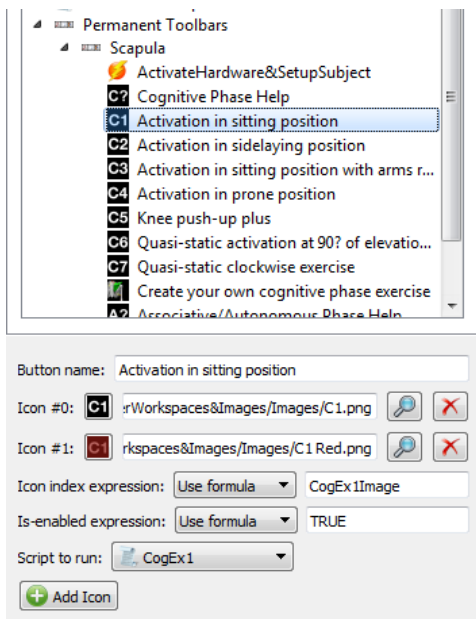 Permanent Toolbars
Scapula
ActivateHardware&SetupSubject
C? Cognitive Phase Help
C1 Activation in sitting position
C2 Activation in sidelaying position
C3 Activation in sitting position with arms r...
C4 Activation in prone position
C5 Knee push-up plus
C6 Quasi-static activation at 90? of elevatio...
C7 Quasi-static clockwise exercise
Create your own cognitive phase exercise
A? Associative/Autonomous Phase Help
Button name: Activation in sitting position
Icon #0: C1 erWorkspaces&Images/Images/C1.png
Icon #1: C1 rkspaces&Images/Images/C1 Red.png
Icon index expression: Use formula CogEx1Image
Is-enabled expression: Use formula TRUE
Script to run: CogEx1
Add Icon